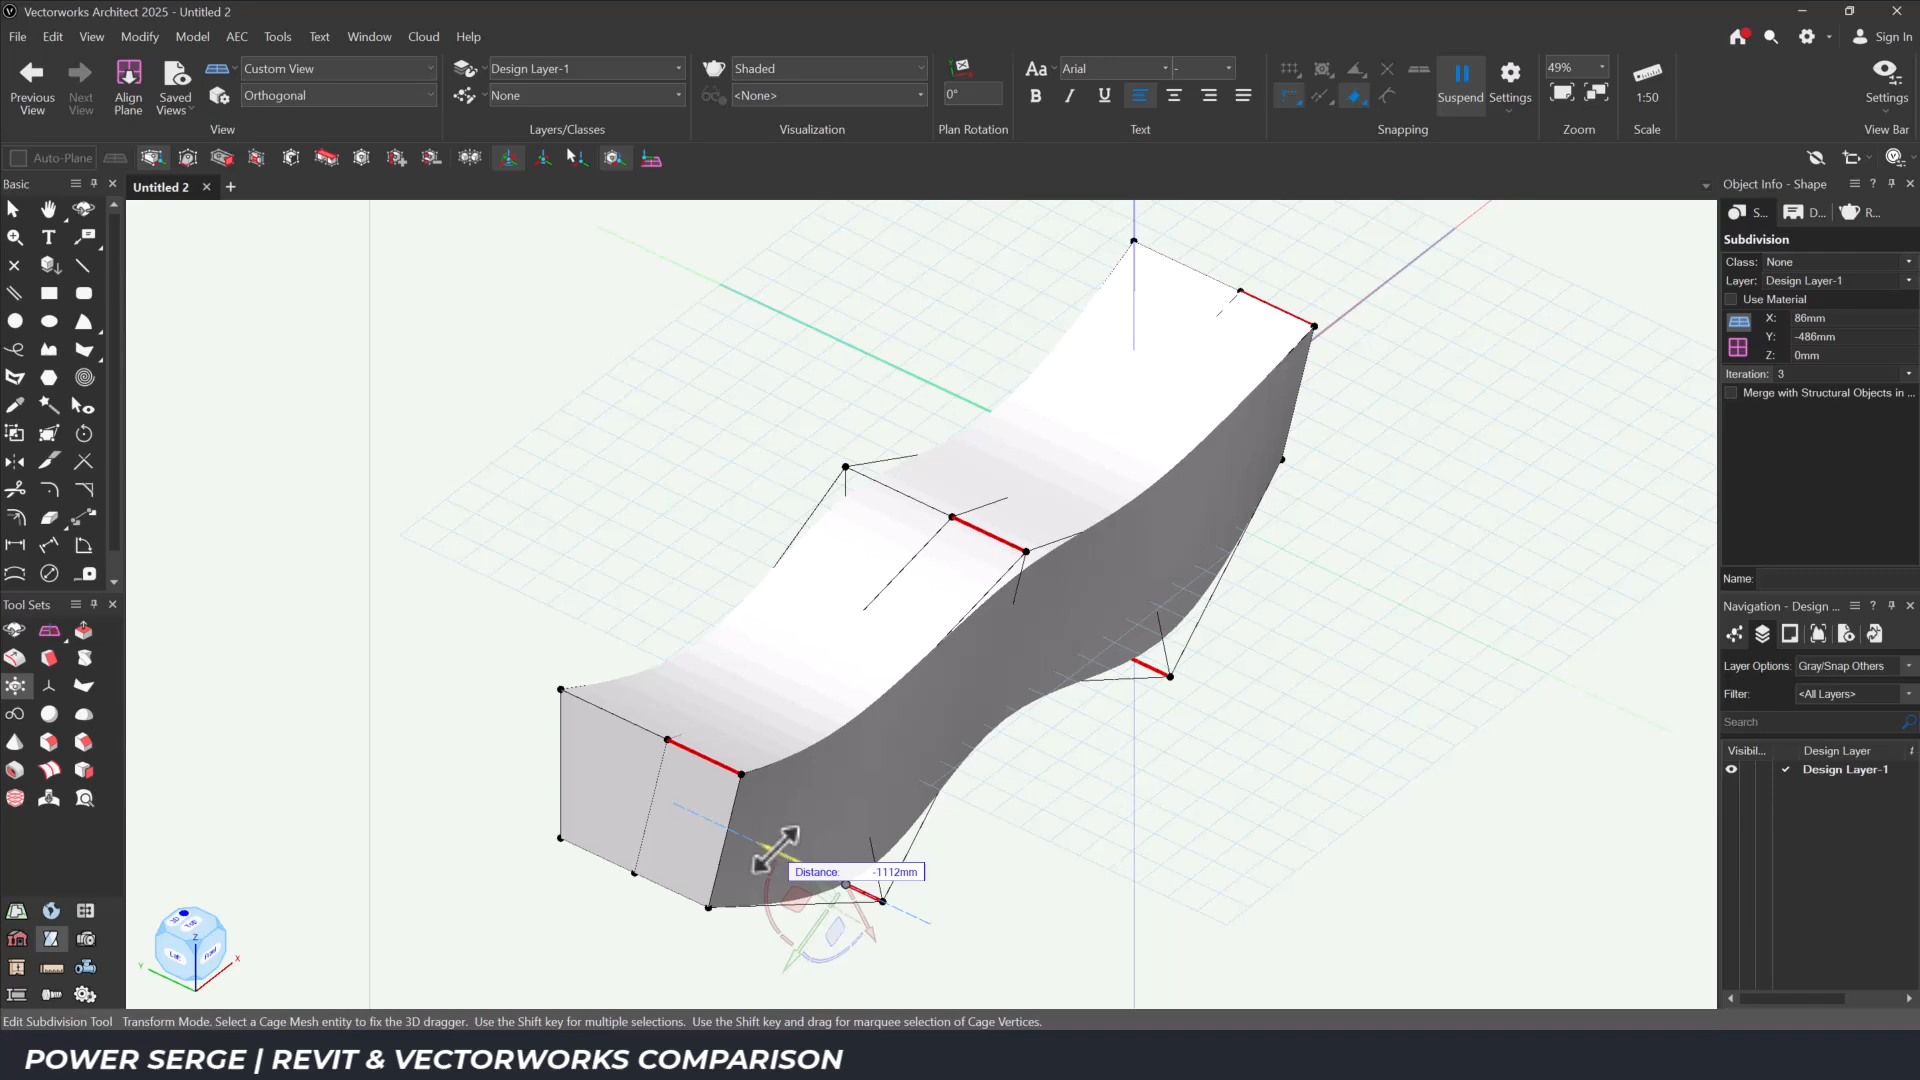 Vectorworks Architect 2025 - Untitled 2
File Edit View Modify Model AEC Tools Text Window Cloud Help
Sign In
Previous View
Next View
Align Plane
Saved Views
Custom View
Orthogonal
View
Design Layer-1
None
Layers/Classes
Shaded
<None>
Visualization
0°
Plan Rotation
Aa Arial -
B I U
Text
Suspend
Settings
Snapping
49%
Zoom
1:50
Scale
Settings
View Bar
Auto-Plane
Basic
Untitled 2
Object Info - Shape
S... D... R...
Subdivision
Class: None
Layer: Design Layer-1
Use Material
X: 86mm
Y: -486mm
Z: 0mm
Iteration: 3
Merge with Structural Objects in ...
Name:
Tool Sets
Navigation - Design ...
Layer Options: Gray/Snap Others
Filter: <All Layers>
Search
Visibil... Design Layer
Design Layer-1
Distance: -1112mm
Z
Y
X
Edit Subdivision Tool Transform Mode. Select a Cage Mesh entity to fix the 3D dragger. Use the Shift key for multiple selections. Use the Shift key and drag for marquee selection of Cage Vertices.
POWER SERGE | REVIT & VECTORWORKS COMPARISON